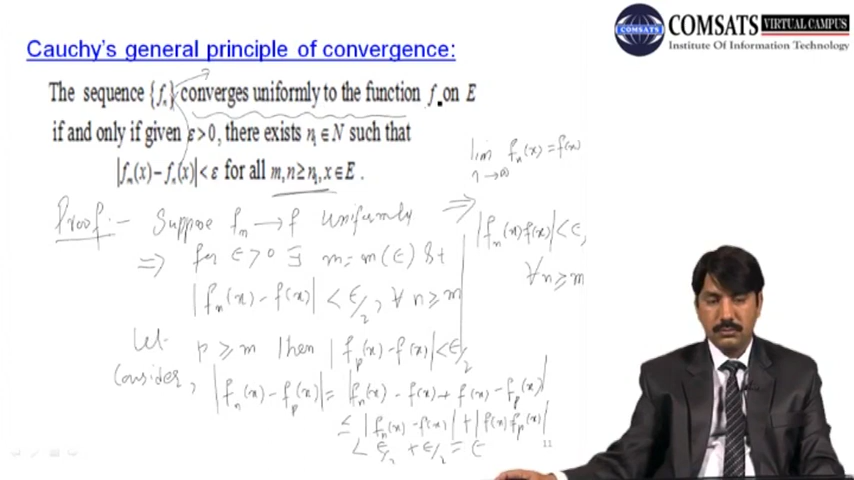 COMSATS VIRTUAL CAMPUS
Institute Of Information Technology
Cauchy's general principle of convergence:
The sequence {fₙ} converges uniformly to the function f on E
if and only if given ε>0, there exists n₁ ∈ N such that
|fₘ(x)−fₙ(x)| < ε for all m,n ≥ n₁, x ∈ E .
Proof:- Suppose fₙ → f Uniformly
⇒ for ε>0 ∃ m = m(ε) St
|fₙ(x) − f(x)| < ε/2, ∀ n ≥ m
Let p ≥ m then |fₚ(x) − f(x)| < ε/2
Consider, |fₙ(x) − fₚ(x)| = |fₙ(x) − f(x) + f(x) − fₚ(x)|
≤ |fₙ(x) − f(x)| + |f(x) fₚ(x)|
< ε/2 + ε/2 = ε
⇒
lim fₙ(x) = f(x)
n→∞
|fₙ(x) f(x)| < ε,
∀ n ≥ m
11